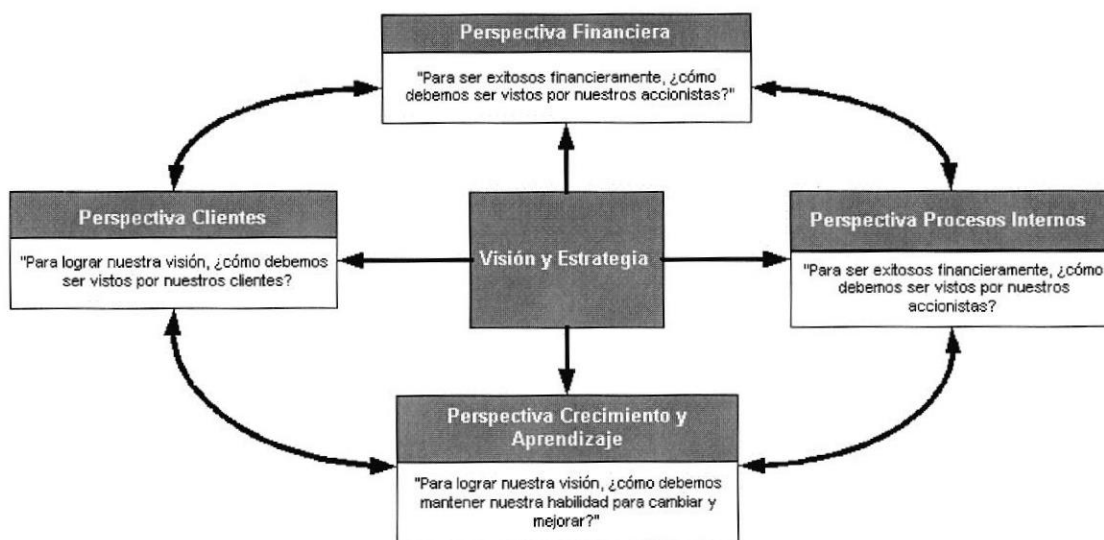 Perspectiva Financiera
"Para ser exitosos financieramente, ¿cómo
debemos ser vistos por nuestros accionistas?"
Perspectiva Clientes
"Para lograr nuestra visión, ¿cómo debemos
ser vistos por nuestros clientes?
Visión y Estrategia
Perspectiva Procesos Internos
"Para ser exitosos financieramente, ¿cómo
debemos ser vistos por nuestros
accionistas?
Perspectiva Crecimiento y
Aprendizaje
"Para lograr nuestra visión, ¿cómo debemos
mantener nuestra habilidad para cambiar y
mejorar?"